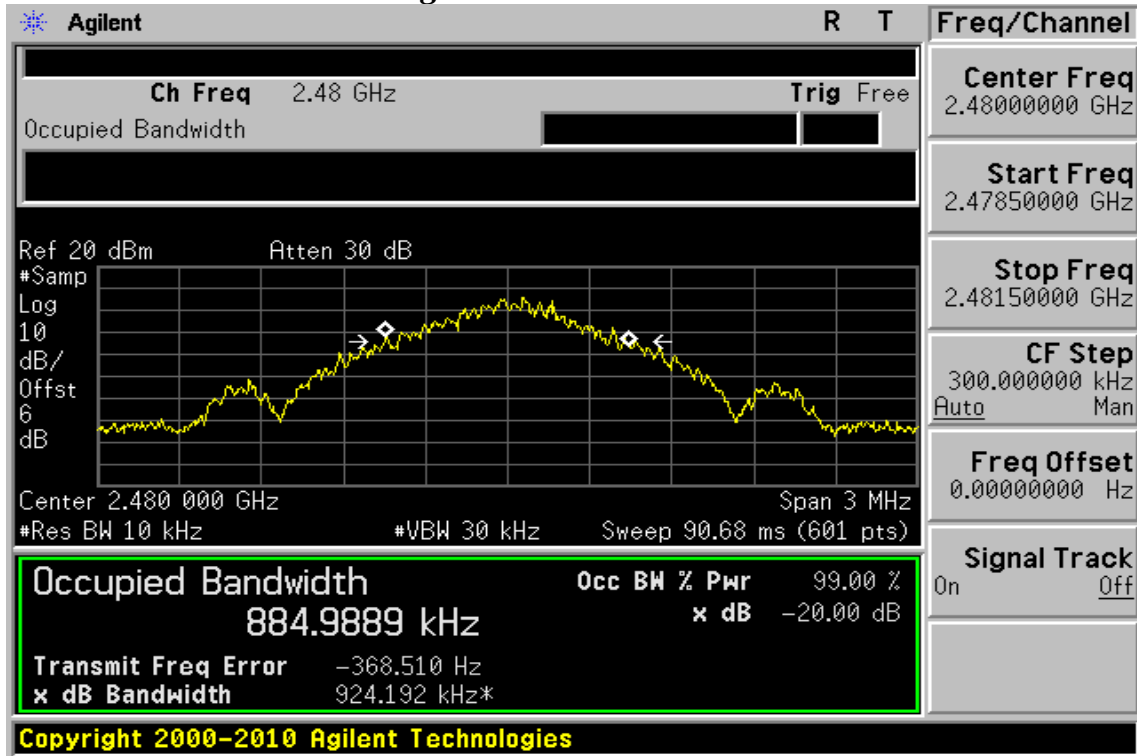 Agilent R T
Ch Freq 2.48 GHz Trig Free
Occupied Bandwidth
Ref 20 dBm Atten 30 dB
#Samp
Log
10
dB/
Offst
6
dB
Center 2.480 000 GHz Span 3 MHz
#Res BW 10 kHz #VBW 30 kHz Sweep 90.68 ms (601 pts)
Occupied Bandwidth Occ BW % Pwr 99.00 %
884.9889 kHz x dB -20.00 dB
Transmit Freq Error -368.510 Hz
x dB Bandwidth 924.192 kHz*
Copyright 2000-2010 Agilent Technologies
Freq/Channel
Center Freq
2.48000000 GHz
Start Freq
2.47850000 GHz
Stop Freq
2.48150000 GHz
CF Step
300.000000 kHz
Auto Man
Freq Offset
0.00000000 Hz
Signal Track
On Off